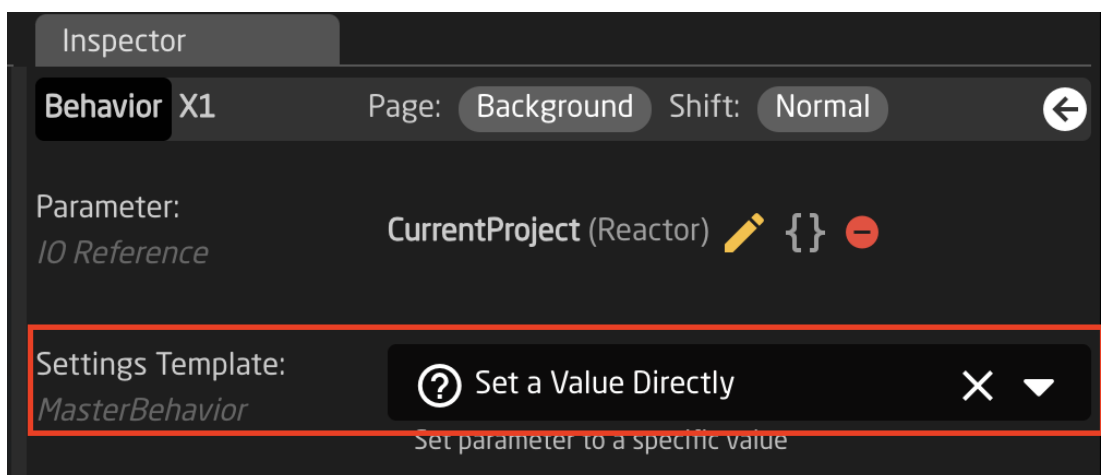 Inspector
Behavior X1 Page: Background Shift: Normal
Parameter:
IO Reference
CurrentProject (Reactor) { }
Settings Template:
MasterBehavior
Set a Value Directly
Set parameter to a specific value